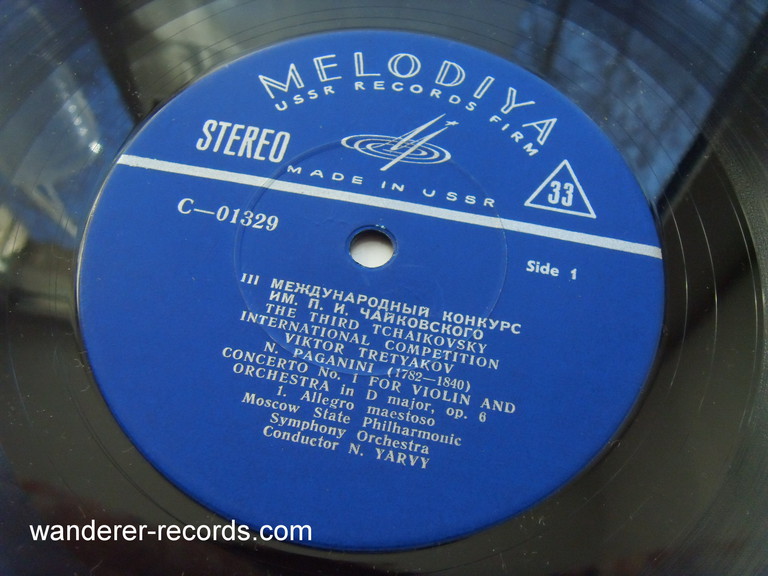 MELODIYA
USSR RECORDS FIRM
STEREO
MADE IN USSR
33
C—01329
Side 1
III МЕЖДУНАРОДНЫЙ КОНКУРС
ИМ. П. И. ЧАЙКОВСКОГО
THE THIRD TCHAIKOVSKY
INTERNATIONAL COMPETITION
VIKTOR TRETYAKOV
N. PAGANINI (1782—1840)
CONCERTO No. 1 FOR VIOLIN AND
ORCHESTRA in D major, op. 6
1. Allegro maestoso
Moscow State Philharmonic
Symphony Orchestra
Conductor N. YARVY
wanderer-records.com